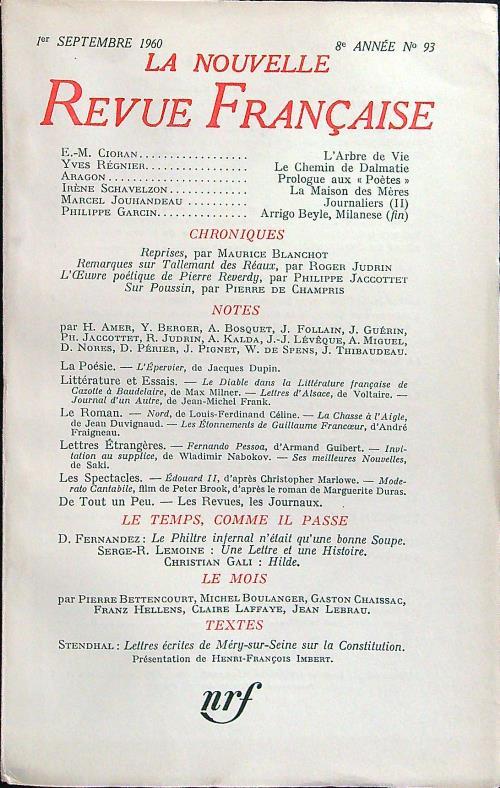 1er SEPTEMBRE 1960 8e ANNÉE No 93
LA NOUVELLE
REVUE FRANÇAISE
E.-M. CIORAN.................. L'Arbre de Vie
YVES RÉGNIER................. Le Chemin de Dalmatie
ARAGON....................... Prologue aux « Poètes »
IRÈNE SCHAVELZON............. La Maison des Mères
MARCEL JOUHANDEAU .......... Journaliers (II)
PHILIPPE GARCIN............... Arrigo Beyle, Milanese (fin)
CHRONIQUES
Reprises, par MAURICE BLANCHOT
Remarques sur Tallemant des Réaux, par ROGER JUDRIN
L'Œuvre poétique de Pierre Reverdy, par PHILIPPE JACCOTTET
Sur Poussin, par PIERRE DE CHAMPRIS
NOTES
par H. AMER, Y. BERGER, A. BOSQUET, J. FOLLAIN, J. GUÉRIN,
PH. JACCOTTET, R. JUDRIN, A. KALDA, J.-J. LÉVÊQUE, A. MIGUEL,
D. NORES, D. PÉRIER, J. PIGNET, W. DE SPENS, J. THIBAUDEAU.
La Poésie. — L'Épervier, de Jacques Dupin.
Littérature et Essais. — Le Diable dans la Littérature française de
Cazotte à Baudelaire, de Max Milner. — Lettres d'Alsace, de Voltaire. —
Journal d'un Autre, de Jean-Michel Frank.
Le Roman. — Nord, de Louis-Ferdinand Céline. — La Chasse à l'Aigle,
de Jean Duvignaud. — Les Étonnements de Guillaume Francœur, d'André
Fraigneau.
Lettres Étrangères. — Fernando Pessoa, d'Armand Guibert. — Invi-
tation au supplice, de Wladimir Nabokov. — Ses meilleures Nouvelles,
de Saki.
Les Spectacles. — Édouard II, d'après Christopher Marlowe. — Mode-
rato Cantabile, film de Peter Brook, d'après le roman de Marguerite Duras.
De Tout un Peu. — Les Revues, les Journaux.
LE TEMPS, COMME IL PASSE
D. FERNANDEZ : Le Philtre infernal n'était qu'une bonne Soupe.
SERGE-R. LEMOINE : Une Lettre et une Histoire.
CHRISTIAN GALI : Hilde.
LE MOIS
par PIERRE BETTENCOURT, MICHEL BOULANGER, GASTON CHAISSAC,
FRANZ HELLENS, CLAIRE LAFFAYE, JEAN LEBRAU.
TEXTES
STENDHAL : Lettres écrites de Méry-sur-Seine sur la Constitution.
Présentation de HENRI-FRANÇOIS IMBERT.
nrf